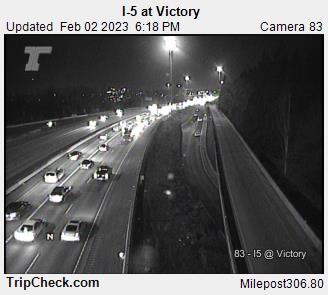 I-5 at Victory
Updated Feb 02 2023 6:18 PM Camera 83
T
N
83 - I5 @ Victory
TripCheck.com Milepost306.80